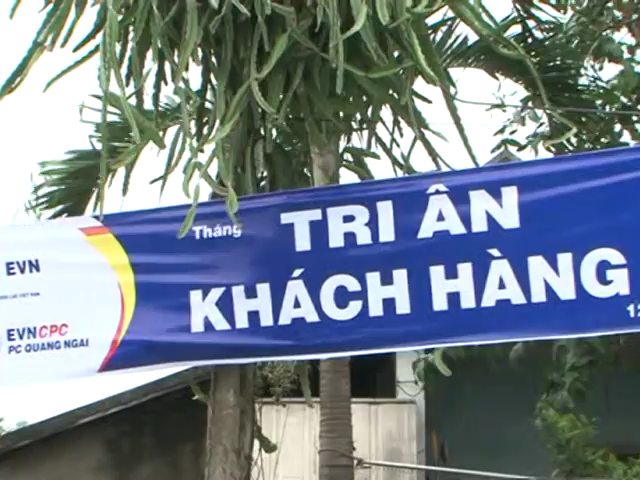 EVN
EVNCPC
PC QUANG NGAI
Tháng
TRI ÂN
KHÁCH HÀNG